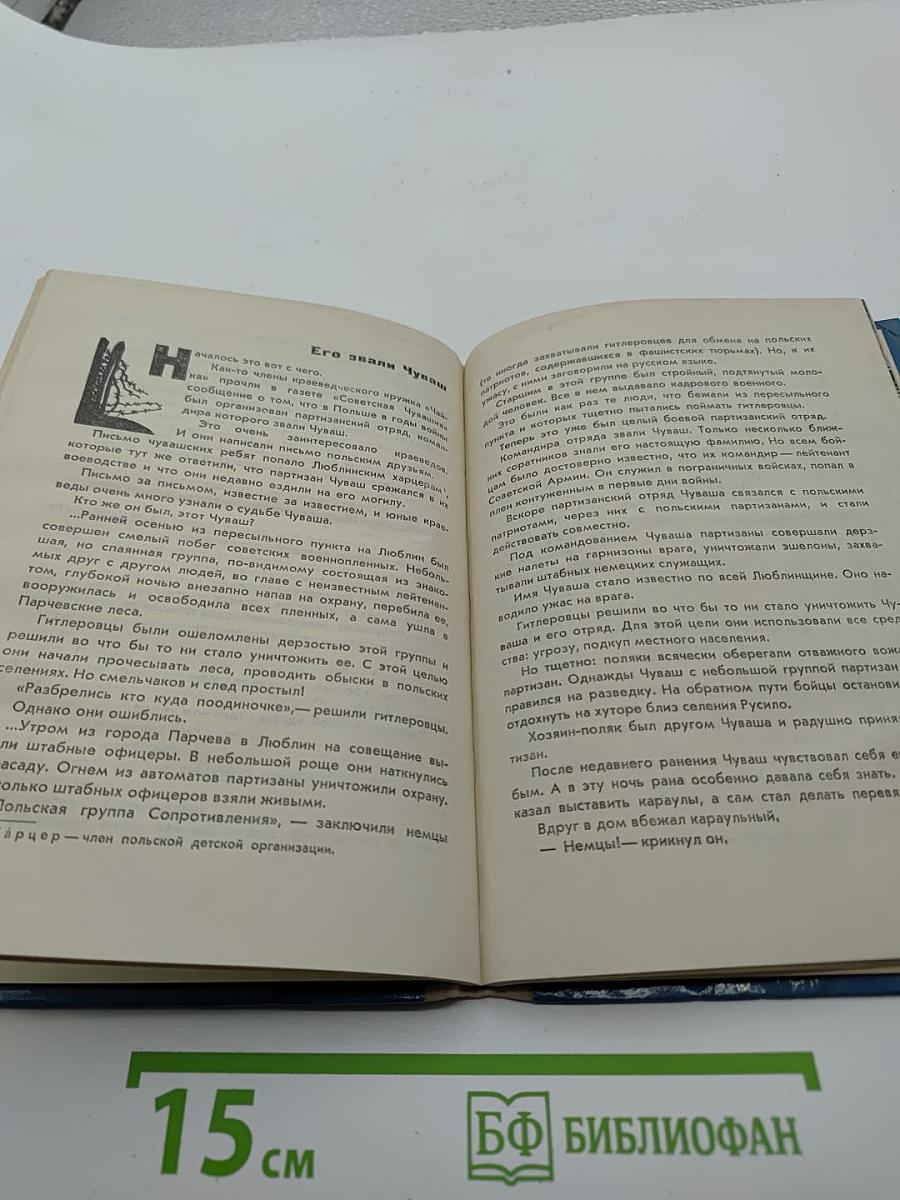 Его звали Чуваш
Началось это вот с чего.
Как-то члены краеведческого кружка «Чай-
ка» прочли в газете «Советская Чувашия»
сообщение о том, что в Польше в годы войны
был организован партизанский отряд, коман-
дира которого звали Чуваш.
Это очень заинтересовало краеведов.
И они написали письмо польским друзьям.
Письмо чувашских ребят попало Люблинским харцерам¹,
которые тут же ответили, что партизан Чуваш сражался в их
воеводстве и что они недавно ездили на его могилу.
Письмо за письмом, известие за известием, и юные крае-
веды очень много узнали о судьбе Чуваша.
Кто же он был, этот Чуваш?
...Ранней осенью из пересыльного пункта на Люблин был
совершен смелый побег советских военнопленных. Неболь-
шая, но спаянная группа, по-видимому состоящая из знако-
мых друг с другом людей, во главе с неизвестным лейтенан-
том, глубокой ночью внезапно напав на охрану, перебила ее,
вооружилась и освободила всех пленных, а сама ушла в
Парчевские леса.
Гитлеровцы были ошеломлены дерзостью этой группы и
решили во что бы то ни стало уничтожить ее. С этой целью
они начали прочесывать леса, проводить обыски в польских
селениях. Но смельчаков и след простыл!
«Разбрелись кто куда поодиночке»,— решили гитлеровцы.
Однако они ошиблись.
...Утром из города Парчева в Люблин на совещание вы-
ли штабные офицеры. В небольшой роще они наткнулись
засаду. Огнем из автоматов партизаны уничтожили охрану,
колько штабных офицеров взяли живыми.
Польская группа Сопротивления», — заключили немцы
а́рцер — член польской детской организации.
(те иногда захватывали гитлеровцев для обмена на польских
патриотов, содержавшихся в фашистских тюрьмах). Но, к их
ужасу, с ними заговорили на русском языке.
Старшим в этой группе был стройный, подтянутый моло-
дой человек. Все в нем выдавало кадрового военного.
Это были как раз те люди, что бежали из пересыльного
пункта и которых тщетно пытались поймать гитлеровцы.
Теперь это уже был целый боевой партизанский отряд.
Командира отряда звали Чуваш. Только несколько ближ-
них соратников знали его настоящую фамилию. Но всем бой-
цам было достоверно известно, что их командир — лейтенант
Советской Армии. Он служил в пограничных войсках, попал в
плен контуженным в первые дни войны.
Вскоре партизанский отряд Чуваша связался с польскими
патриотами, через них с польскими партизанами, и стали
действовать совместно.
Под командованием Чуваша партизаны совершали дерз-
кие налеты на гарнизоны врага, уничтожали эшелоны, захва-
тывали штабных немецких служащих.
Имя Чуваша стало известно по всей Люблинщине. Оно на-
водило ужас на врага.
Гитлеровцы решили во что бы то ни стало уничтожить Чу-
ваша и его отряд. Для этой цели они использовали все сред
ства: угрозу, подкуп местного населения.
Но тщетно: поляки всячески оберегали отважного вожа
партизан. Однажды Чуваш с небольшой группой партизан
правился на разведку. На обратном пути бойцы останови
отдохнуть на хуторе близ селения Русило.
Хозяин-поляк был другом Чуваша и радушно приня
тизан.
После недавнего ранения Чуваш чувствовал себя е
бым. А в эту ночь рана особенно давала себя знать.
казал выставить караулы, а сам стал делать перевя
Вдруг в дом вбежал караульный.
— Немцы!— крикнул он.
15 см
БФ БИБЛИОФАН